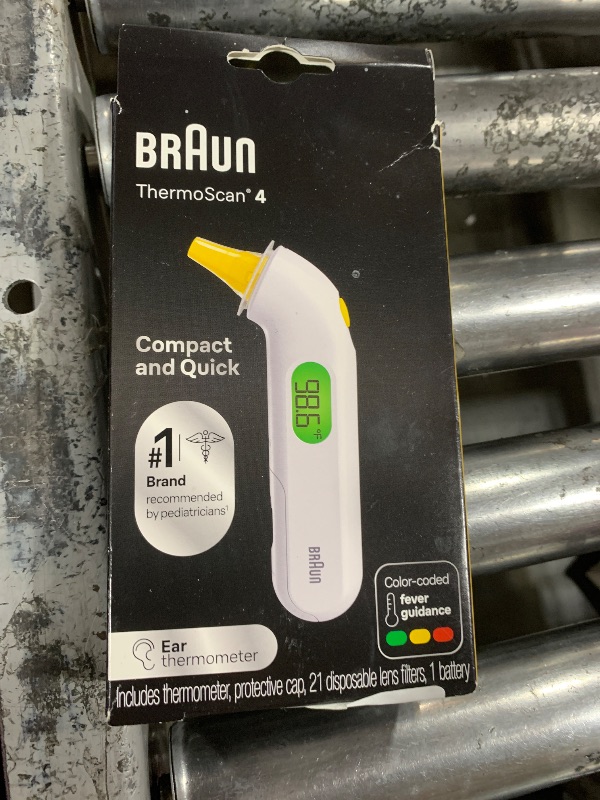 BRAUN
ThermoScan® 4
Compact
and Quick
98.6
°F
#1
Brand
recommended
by pediatricians¹
BRAUN
Color-coded
fever
guidance
Ear
thermometer
includes thermometer, protective cap, 21 disposable lens filters, 1 battery